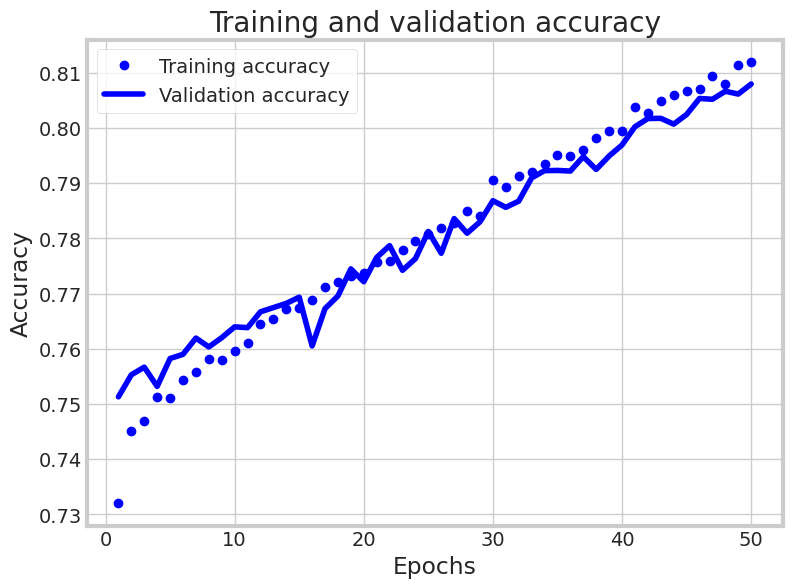 Training and validation accuracy
Training accuracy
Validation accuracy
0.81
0.80
0.79
0.78
0.77
0.76
0.75
0.74
0.73
Accuracy
0 10 20 30 40 50
Epochs